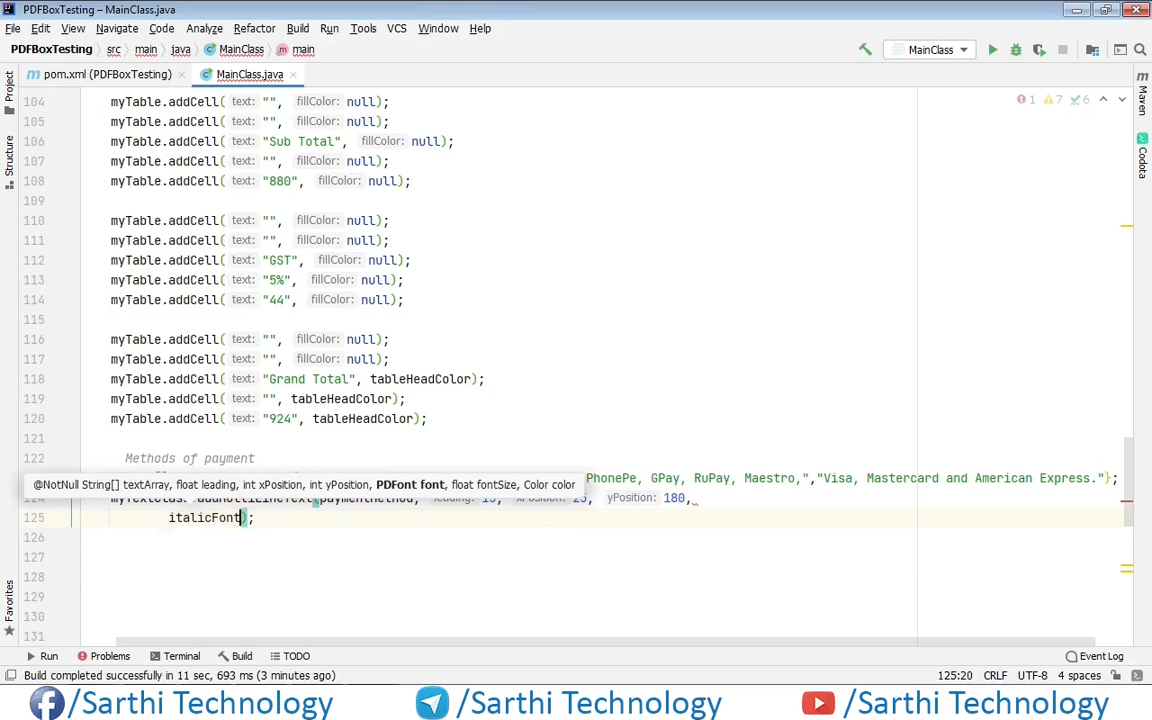 PDFBoxTesting – MainClass.java
File Edit View Navigate Code Analyze Refactor Build Run Tools VCS Window Help
PDFBoxTesting src main java MainClass main MainClass
pom.xml (PDFBoxTesting) MainClass.java
Project
Structure
Favorites
Maven
Codota
1 7 6
104 myTable.addCell( text: "", fillColor: null);
105 myTable.addCell( text: "", fillColor: null);
106 myTable.addCell( text: "Sub Total", fillColor: null);
107 myTable.addCell( text: "", fillColor: null);
108 myTable.addCell( text: "880", fillColor: null);
109
110 myTable.addCell( text: "", fillColor: null);
111 myTable.addCell( text: "", fillColor: null);
112 myTable.addCell( text: "GST", fillColor: null);
113 myTable.addCell( text: "5%", fillColor: null);
114 myTable.addCell( text: "44", fillColor: null);
115
116 myTable.addCell( text: "", fillColor: null);
117 myTable.addCell( text: "", fillColor: null);
118 myTable.addCell( text: "Grand Total", tableHeadColor);
119 myTable.addCell( text: "", tableHeadColor);
120 myTable.addCell( text: "924", tableHeadColor);
121
122 Methods of payment
PhonePe, GPay, RuPay, Maestro,","Visa, Mastercard and American Express."};
@NotNull String[] textArray, float leading, int xPosition, int yPosition, PDFont font, float fontSize, Color color
yPosition: 180,
125 italicFont);
126
127
128
129
130
131
Run Problems Terminal Build TODO Event Log
Build completed successfully in 11 sec, 693 ms (3 minutes ago) 125:20 CRLF UTF-8 4 spaces
/Sarthi Technology /Sarthi Technology /Sarthi Technology